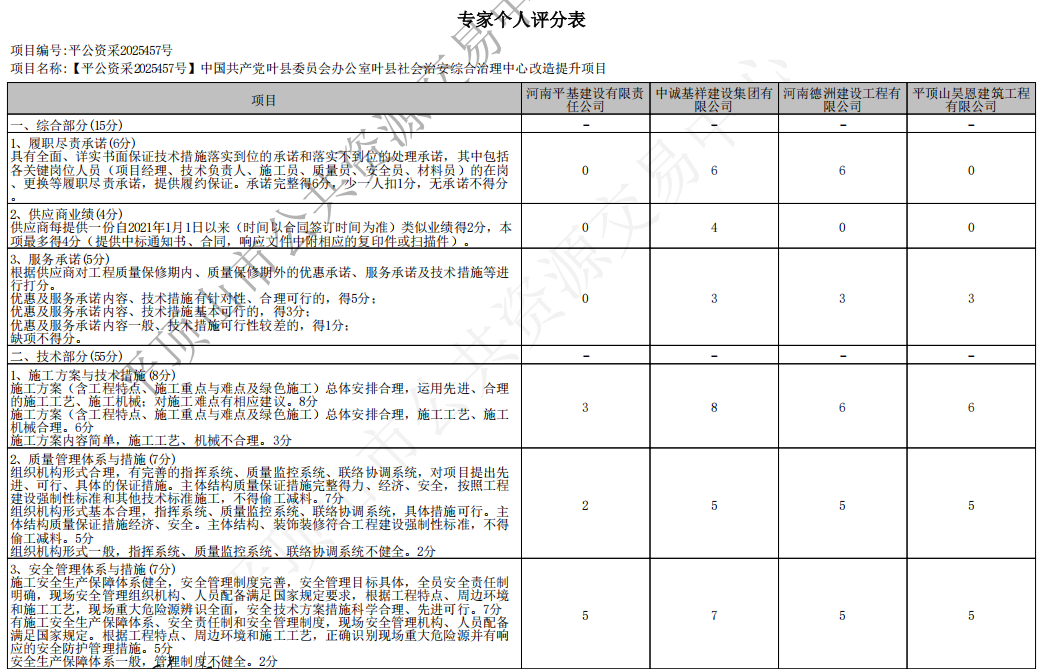 专家个人评分表
项目编号:平公资采2025457号
项目名称:【平公资采2025457号】中国共产党叶县委员会办公室叶县社会治安综合治理中心改造提升项目
项目 河南平基建设有限责任公司 中诚基祥建设集团有限公司 河南德洲建设工程有限公司 平顶山昊恩建筑工程有限公司
一、综合部分(15分) — — — —
1、履职尽责承诺(6分)
具有全面、详实书面保证技术措施落实到位的承诺和落实不到位的处理承诺，其中包括
各关键岗位人员（项目经理、技术负责人、施工员、质量员、安全员、材料员）的在岗
、更换等履职尽责承诺，提供履约保证。承诺完整得6分，少一人扣1分，无承诺不得分
。
0 6 6 0
2、供应商业绩(4分)
供应商每提供一份自2021年1月1日以来（时间以合同签订时间为准）类似业绩得2分，本
项最多得4分（提供中标通知书、合同，响应文件中附相应的复印件或扫描件）。
0 4 0 0
3、服务承诺(5分)
根据供应商对工程质量保修期内、质量保修期外的优惠承诺、服务承诺及技术措施等进
行打分。
优惠及服务承诺内容、技术措施有针对性、合理可行的，得5分；
优惠及服务承诺内容、技术措施基本可行的，得3分；
优惠及服务承诺内容一般、技术措施可行性较差的，得1分；
缺项不得分。
0 3 3 3
二、技术部分(55分) — — — —
1、施工方案与技术措施(8分)
施工方案（含工程特点、施工重点与难点及绿色施工）总体安排合理，运用先进、合理
的施工工艺、施工机械；对施工难点有相应建议。8分
施工方案（含工程特点、施工重点与难点及绿色施工）总体安排合理，施工工艺、施工
机械合理。6分
施工方案内容简单，施工工艺、机械不合理。3分
3 8 6 6
2、质量管理体系与措施(7分)
组织机构形式合理，有完善的指挥系统、质量监控系统、联络协调系统，对项目提出先
进、可行、具体的保证措施。主体结构质量保证措施完整得力、经济、安全，按照工程
建设强制性标准和其他技术标准施工，不得偷工减料。7分
组织机构形式基本合理，指挥系统、质量监控系统、联络协调系统，具体措施可行。主
体结构质量保证措施经济、安全。主体结构、装饰装修符合工程建设强制性标准，不得
偷工减料。5分
组织机构形式一般，指挥系统、质量监控系统、联络协调系统不健全。2分
2 5 5 5
3、安全管理体系与措施(7分)
施工安全生产保障体系健全，安全管理制度完善，安全管理目标具体，全员安全责任制
明确，现场安全管理组织机构、人员配备满足国家规定要求，根据工程特点、周边环境
和施工工艺，现场重大危险源辨识全面，安全技术方案措施科学合理、先进可行。7分
有施工安全生产保障体系、安全责任制和安全管理制度，现场安全管理机构、人员配备
满足国家规定。根据工程特点、周边环境和施工工艺，正确识别现场重大危险源并有响
应的安全防护管理措施。5分
安全生产保障体系一般，管理制度不健全。2分
5 7 5 5
平顶山市公共资源交易中心
平顶山市公共资源交易中心